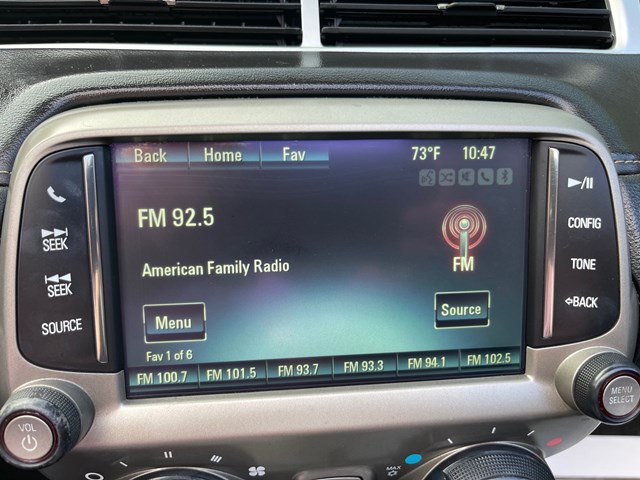 Back Home Fav 73°F 10:47
FM 92.5
FM
American Family Radio
Menu
Source
Fav 1 of 6
FM 100.7 FM 101.5 FM 93.7 FM 93.3 FM 94.1 FM 102.5
SEEK
SEEK
SOURCE
VOL
CONFIG
TONE
BACK
MENU
SELECT
MAX